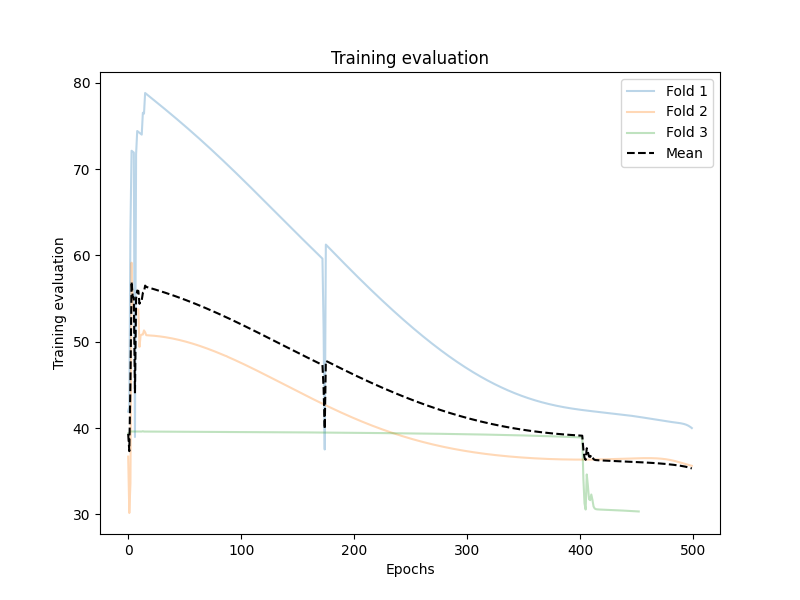 Training evaluation
80
70
60
50
40
30
Training evaluation
Fold 1
Fold 2
Fold 3
Mean
0
100
200
300
400
500
Epochs